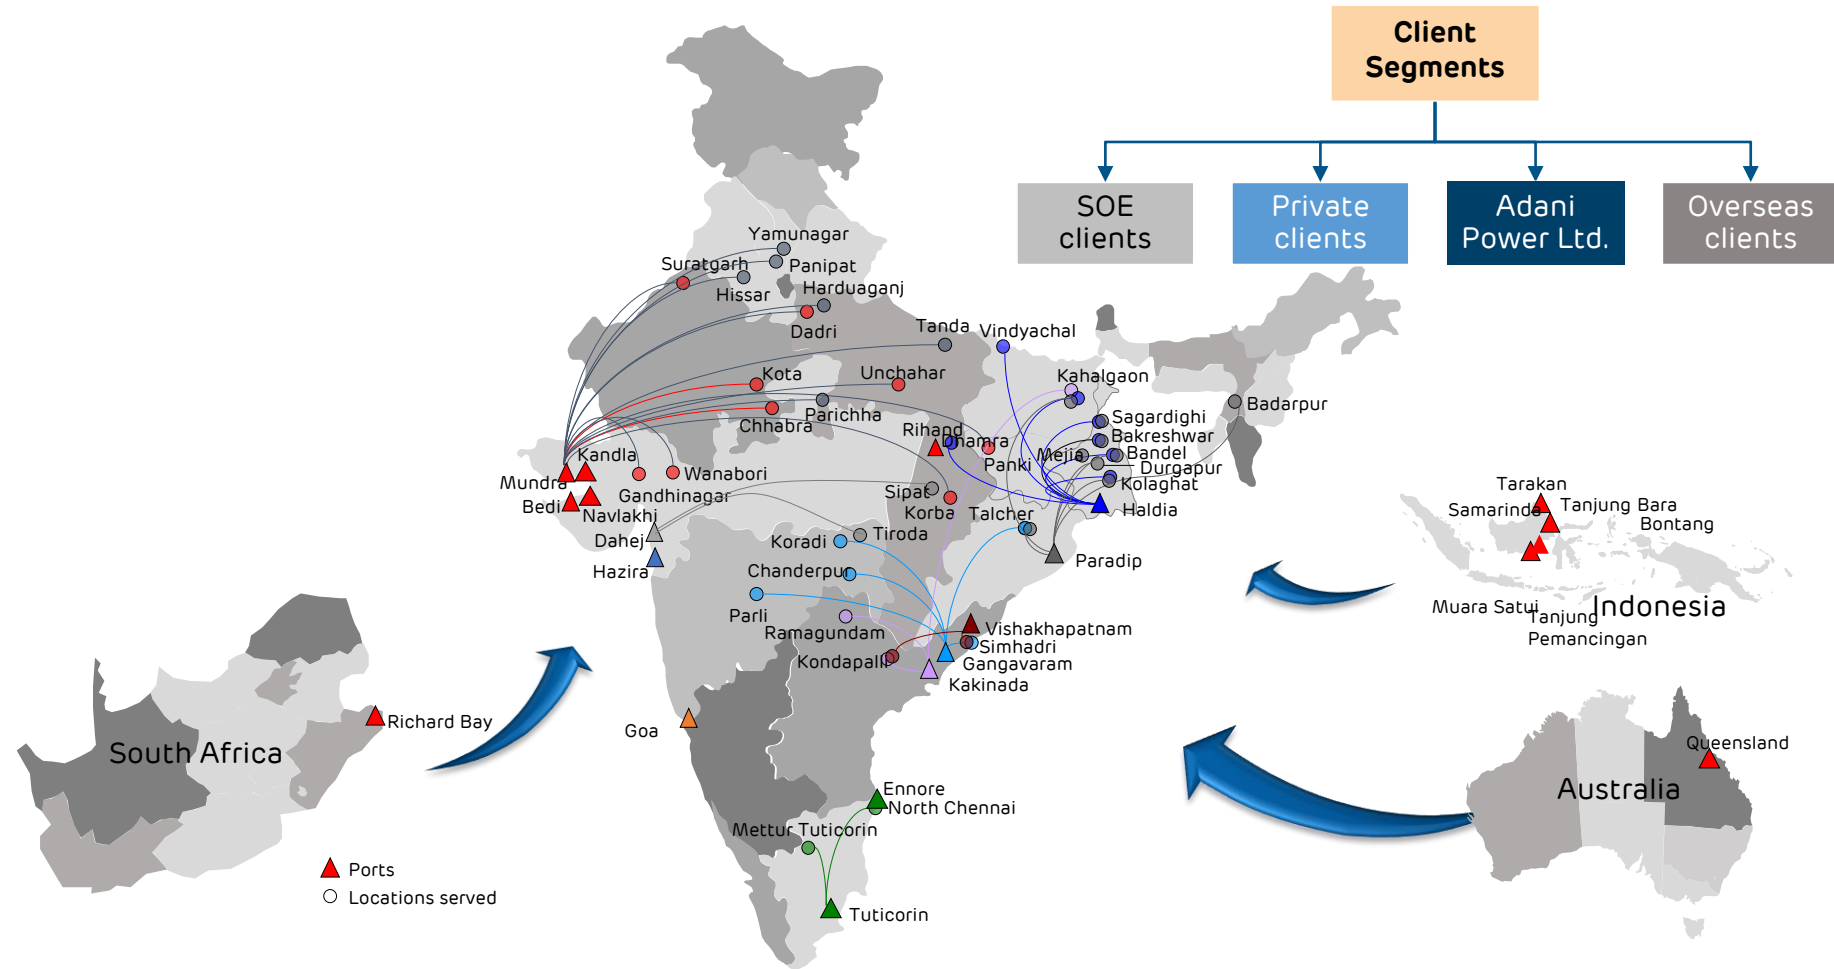 Client
Segments
SOE
clients
Private
clients
Adani
Power Ltd.
Overseas
clients
Yamunagar
Suratgarh
Panipat
Hissar
Harduaganj
Dadri
Tanda
Vindyachal
Kota
Unchahar
Kahalgaon
Parichha
Chhabra
Badarpur
Sagardighi
Rihand
Dhamra
Bakreshwar
Kandla
Panki
Mejia
Bandel
Durgapur
Mundra
Wanabori
Kolaghat
Gandhinagar
Sipat
Bedi
Navlakhi
Korba
Talcher
Haldia
Dahej
Koradi
Tiroda
Hazira
Chanderpur
Paradip
Parli
Ramagundam
Vishakhapatnam
Simhadri
Kondapalli
Gangavaram
Kakinada
Goa
Ennore
North Chennai
Mettur Tuticorin
Tuticorin
Tarakan
Samarinda
Tanjung Bara
Bontang
Muara Satui
Indonesia
Tanjung
Pemancingan
Richard Bay
South Africa
Queensland
Australia
Ports
Locations served